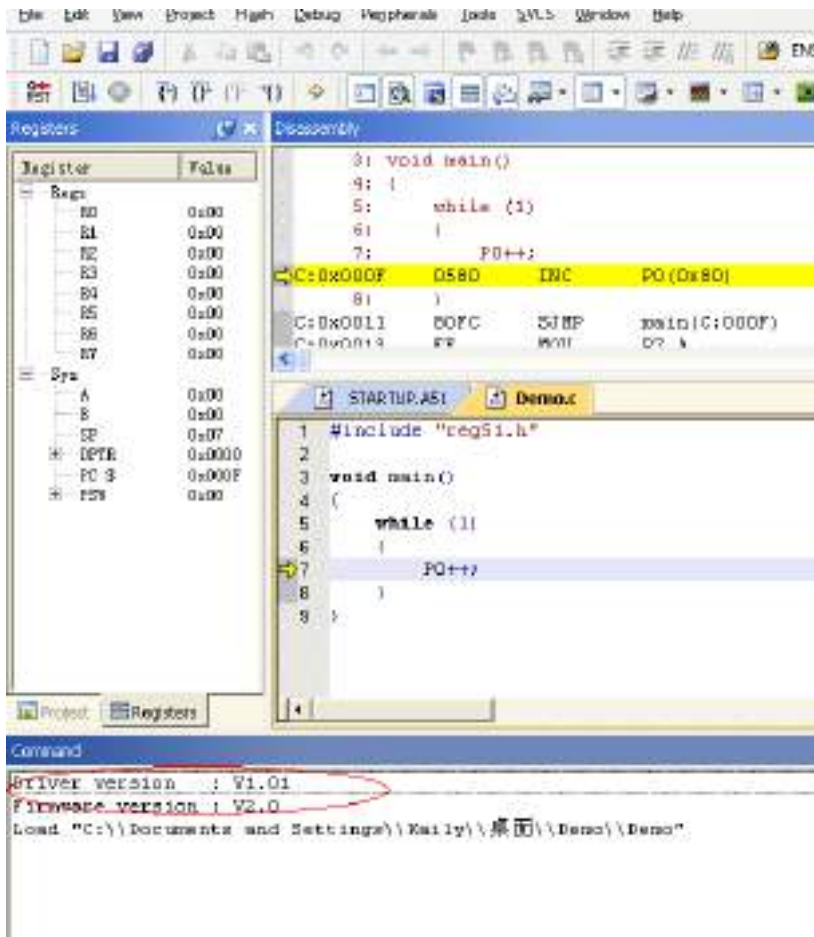 File Edit View Project Flash Debug Peripherals Tools SVCS Window Help
Registers
Disassembly
Register Value
Regs
R0 0x00
R1 0x00
R2 0x00
R3 0x00
R4 0x00
R5 0x00
R6 0x00
R7 0x00
Sys
A 0x00
B 0x00
SP 0x07
DPTR 0x0000
PC $ 0x000F
PSW 0x00
3: void main()
4: {
5: while (1)
6: {
7: P0++;
C:0x000F 0580 INC P0(0x80)
8: }
C:0x0011 80FC SJMP main(C:000F)
STARTUP.A51 Demo.c
1 #include "reg51.h"
2
3 void main()
4 {
5 while (1)
6 {
7 P0++;
8 }
9 }
Project Registers
Command
Driver version : V1.01
Firmware version : V2.0
Load "C:\\Documents and Settings\\Kaily\\桌面\\Demo\\Demo"